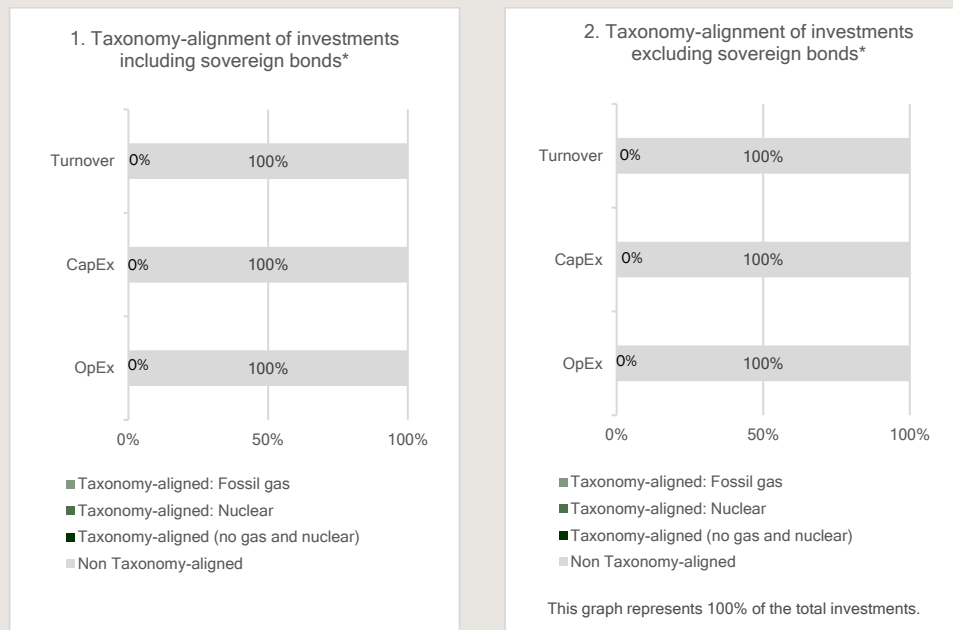 1. Taxonomy-alignment of investments
including sovereign bonds*
Turnover 0% 100%
CapEx 0% 100%
OpEx 0% 100%
0% 50% 100%
Taxonomy-aligned: Fossil gas
Taxonomy-aligned: Nuclear
Taxonomy-aligned (no gas and nuclear)
Non Taxonomy-aligned
2. Taxonomy-alignment of investments
excluding sovereign bonds*
Turnover 0% 100%
CapEx 0% 100%
OpEx 0% 100%
0% 50% 100%
Taxonomy-aligned: Fossil gas
Taxonomy-aligned: Nuclear
Taxonomy-aligned (no gas and nuclear)
Non Taxonomy-aligned
This graph represents 100% of the total investments.